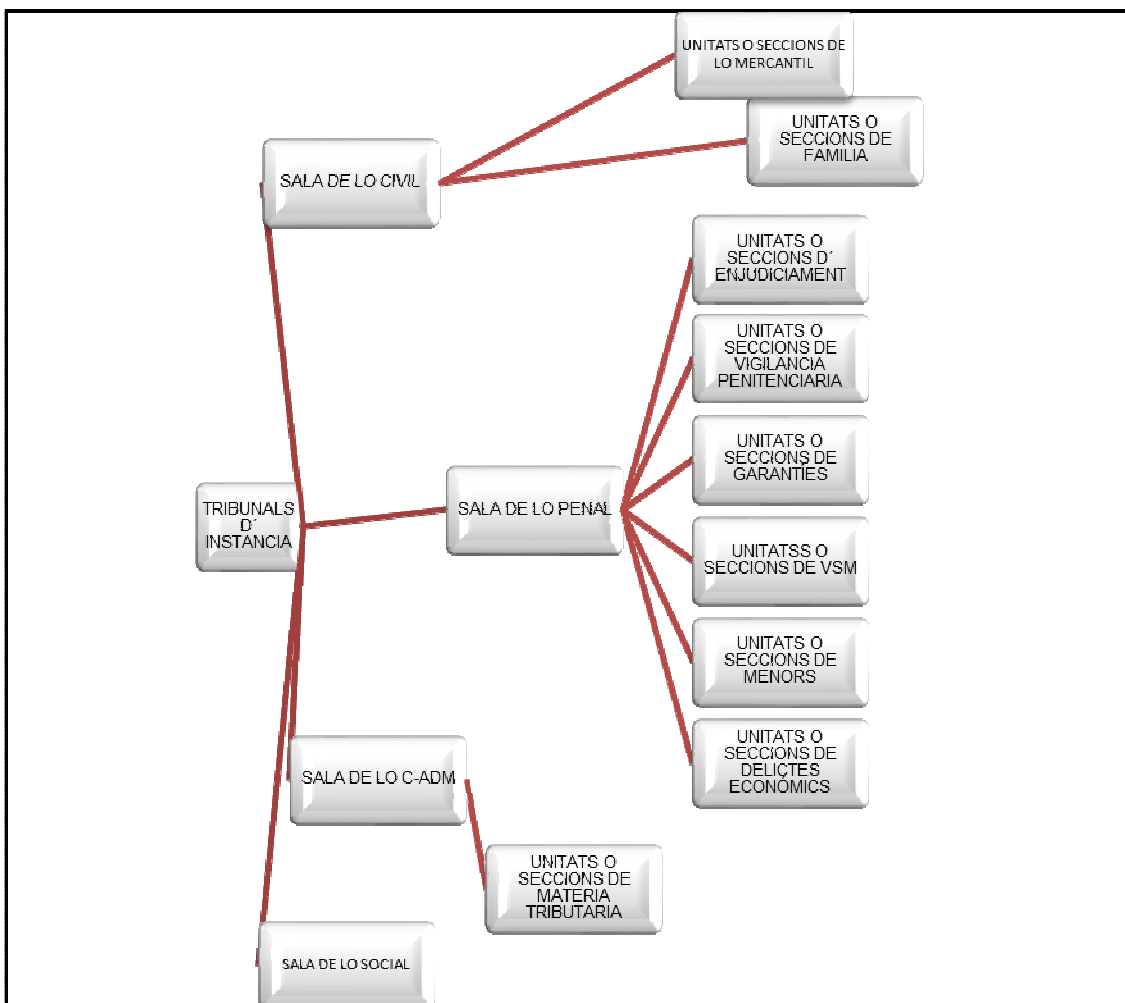 UNITATS O SECCIONS DE
LO MERCANTIL
UNITATS O
SECCIONS DE
FAMILIA
SALA DE LO CIVIL
UNITATS O
SECCIONS D´
ENJUDICIAMENT
UNITATS O
SECCIONS DE
VIGILANCIA
PENITENCIARIA
UNITATS O
SECCIONS DE
GARANTÍES
TRIBUNALS
D´
INSTANCIA
SALA DE LO PENAL
UNITATSS O
SECCIONS DE VSM
UNITATS O
SECCIONS DE
MENORS
UNITATS O
SECCIONS DE
DELICTES
ECONÓMICS
SALA DE LO C-ADM
UNITATS O
SECCIONS DE
MATERIA
TRIBUTARIA
SALA DE LO SOCIAL